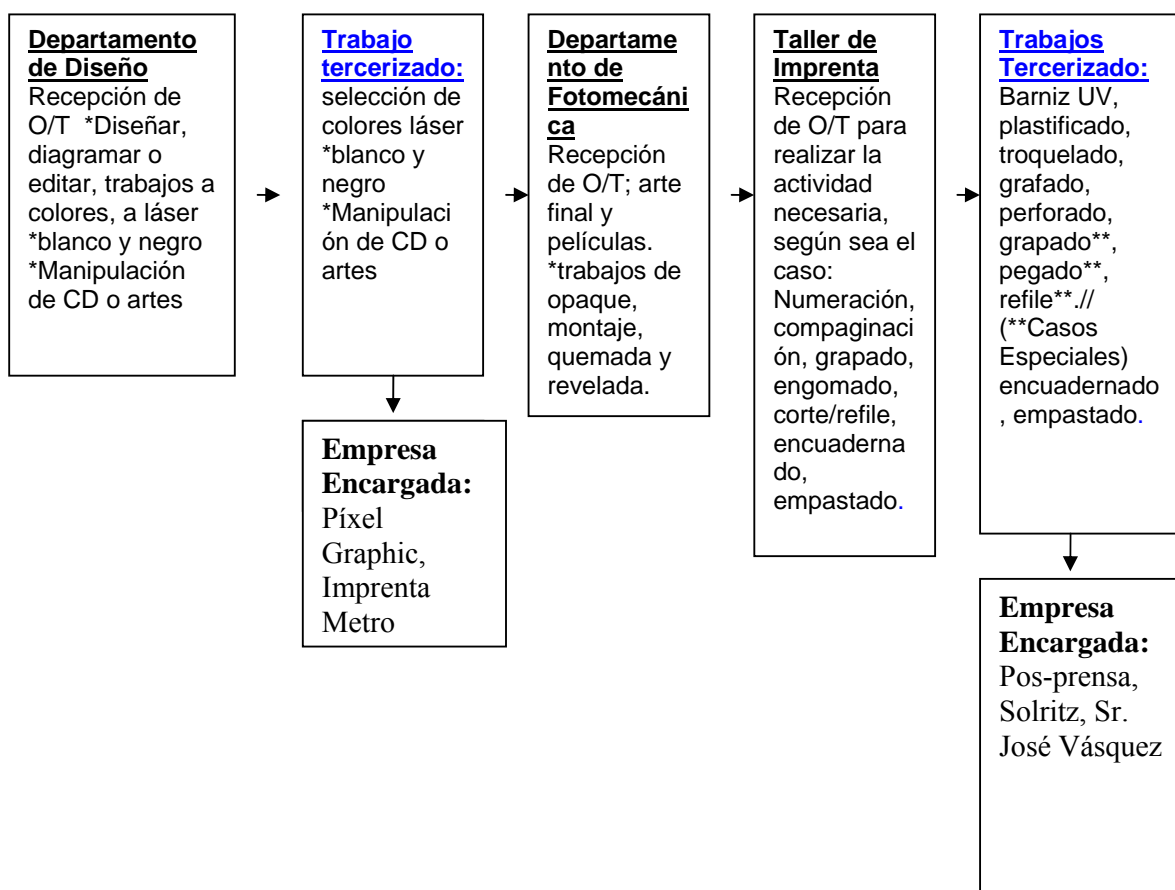 Departamento
de Diseño
Recepción de
O/T *Diseñar,
diagramar o
editar, trabajos a
colores, a láser
*blanco y negro
*Manipulación
de CD o artes
Trabajo
tercerizado:
selección de
colores láser
*blanco y
negro
*Manipulaci
ón de CD o
artes
Empresa
Encargada:
Píxel
Graphic,
Imprenta
Metro
Departame
nto de
Fotomecáni
ca
Recepción
de O/T; arte
final y
películas.
*trabajos de
opaque,
montaje,
quemada y
revelada.
Taller de
Imprenta
Recepción
de O/T para
realizar la
actividad
necesaria,
según sea el
caso:
Numeración,
compaginaci
ón, grapado,
engomado,
corte/refile,
encuaderna
do,
empastado.
Trabajos
Tercerizado:
Barniz UV,
plastificado,
troquelado,
grafado,
perforado,
grapado**,
pegado**,
refile**.//
(**Casos
Especiales)
encuadernado
, empastado.
Empresa
Encargada:
Pos-prensa,
Solritz, Sr.
José Vásquez